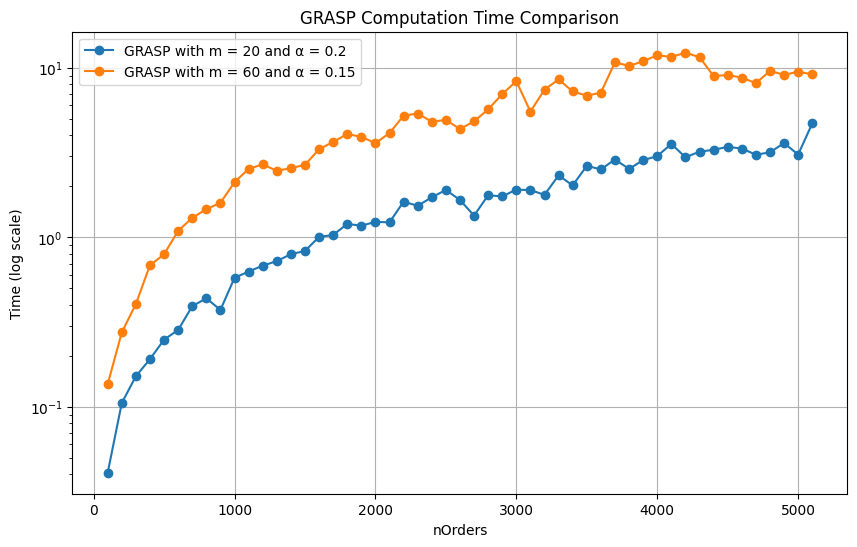 GRASP Computation Time Comparison
GRASP with m = 20 and α = 0.2
GRASP with m = 60 and α = 0.15
Time (log scale)
10¹
10⁰
10⁻¹
0 1000 2000 3000 4000 5000
nOrders